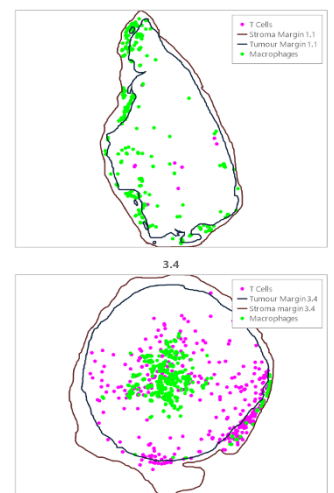 T Cells
Stroma Margin 1.1
Tumour Margin 1.1
Macrophages
3.4
T Cells
Tumour Margin 3.4
Stroma margin 3.4
Macrophages